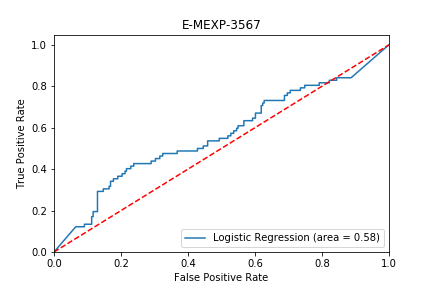 E-MEXP-3567
1.0
0.8
0.6
0.4
0.2
0.0
True Positive Rate
Logistic Regression (area = 0.58)
0.0 0.2 0.4 0.6 0.8 1.0
False Positive Rate